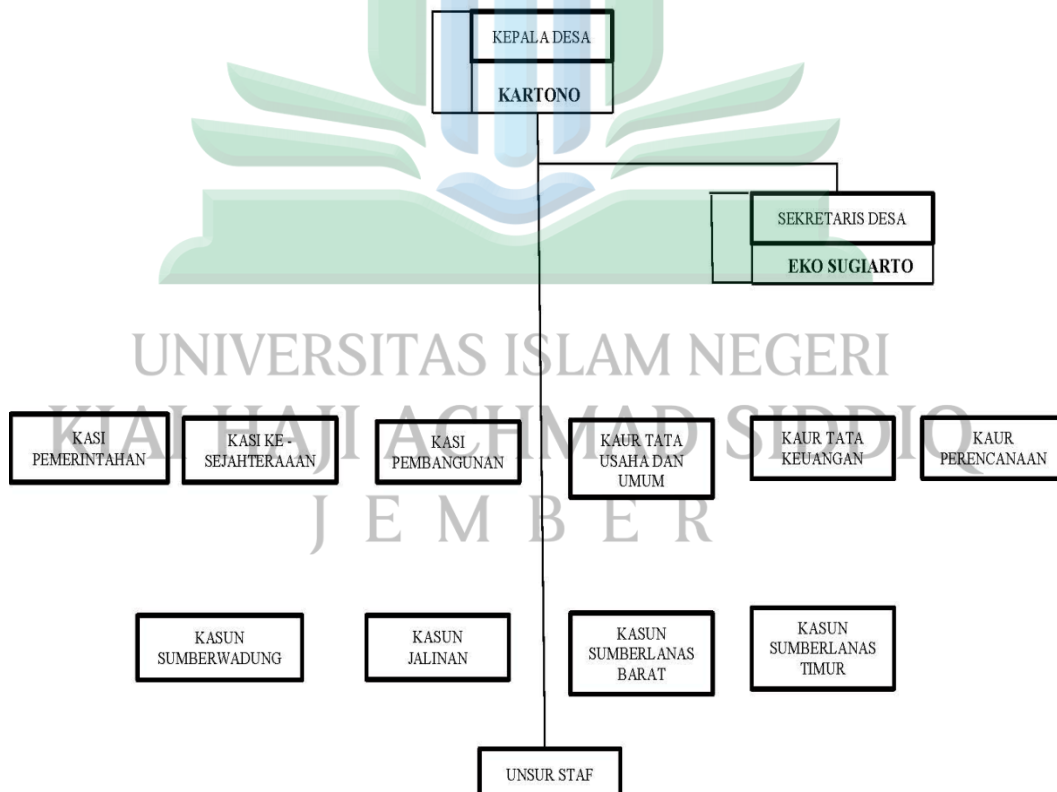 KEPALA DESA
KARTONO
SEKRETARIS DESA
EKO SUGIARTO
UNIVERSITAS ISLAM NEGERI
KIAI HAJI ACHMAD SIDDIQ
JEMBER
KASI
PEMERINTAHAN
KASI KE -
SEJAHTERAAAN
KASI
PEMBANGUNAN
KAUR TATA
USAHA DAN
UMUM
KAUR TATA
KEUANGAN
KAUR
PERENCANAAN
KASUN
SUMBERWADUNG
KASUN
JALINAN
KASUN
SUMBERLANAS
BARAT
KASUN
SUMBERLANAS
TIMUR
UNSUR STAF